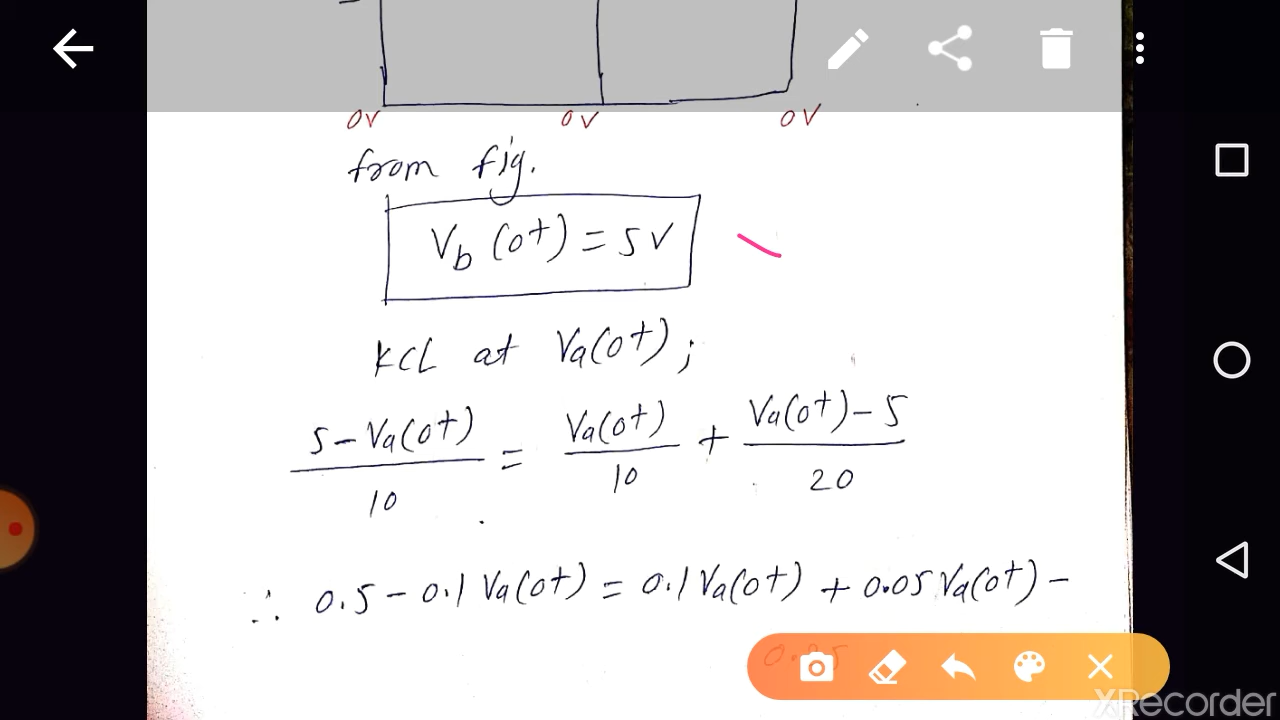 0V 0V 0V
from fig.
Vb (0+) = 5V
KCL at Va(0+);
5-Va(0+) / 10 = Va(0+) / 10 + Va(0+)-5 / 20
∴ 0.5 - 0.1 Va(0+) = 0.1 Va(0+) + 0.05 Va(0+) -
0.25
XRecorder